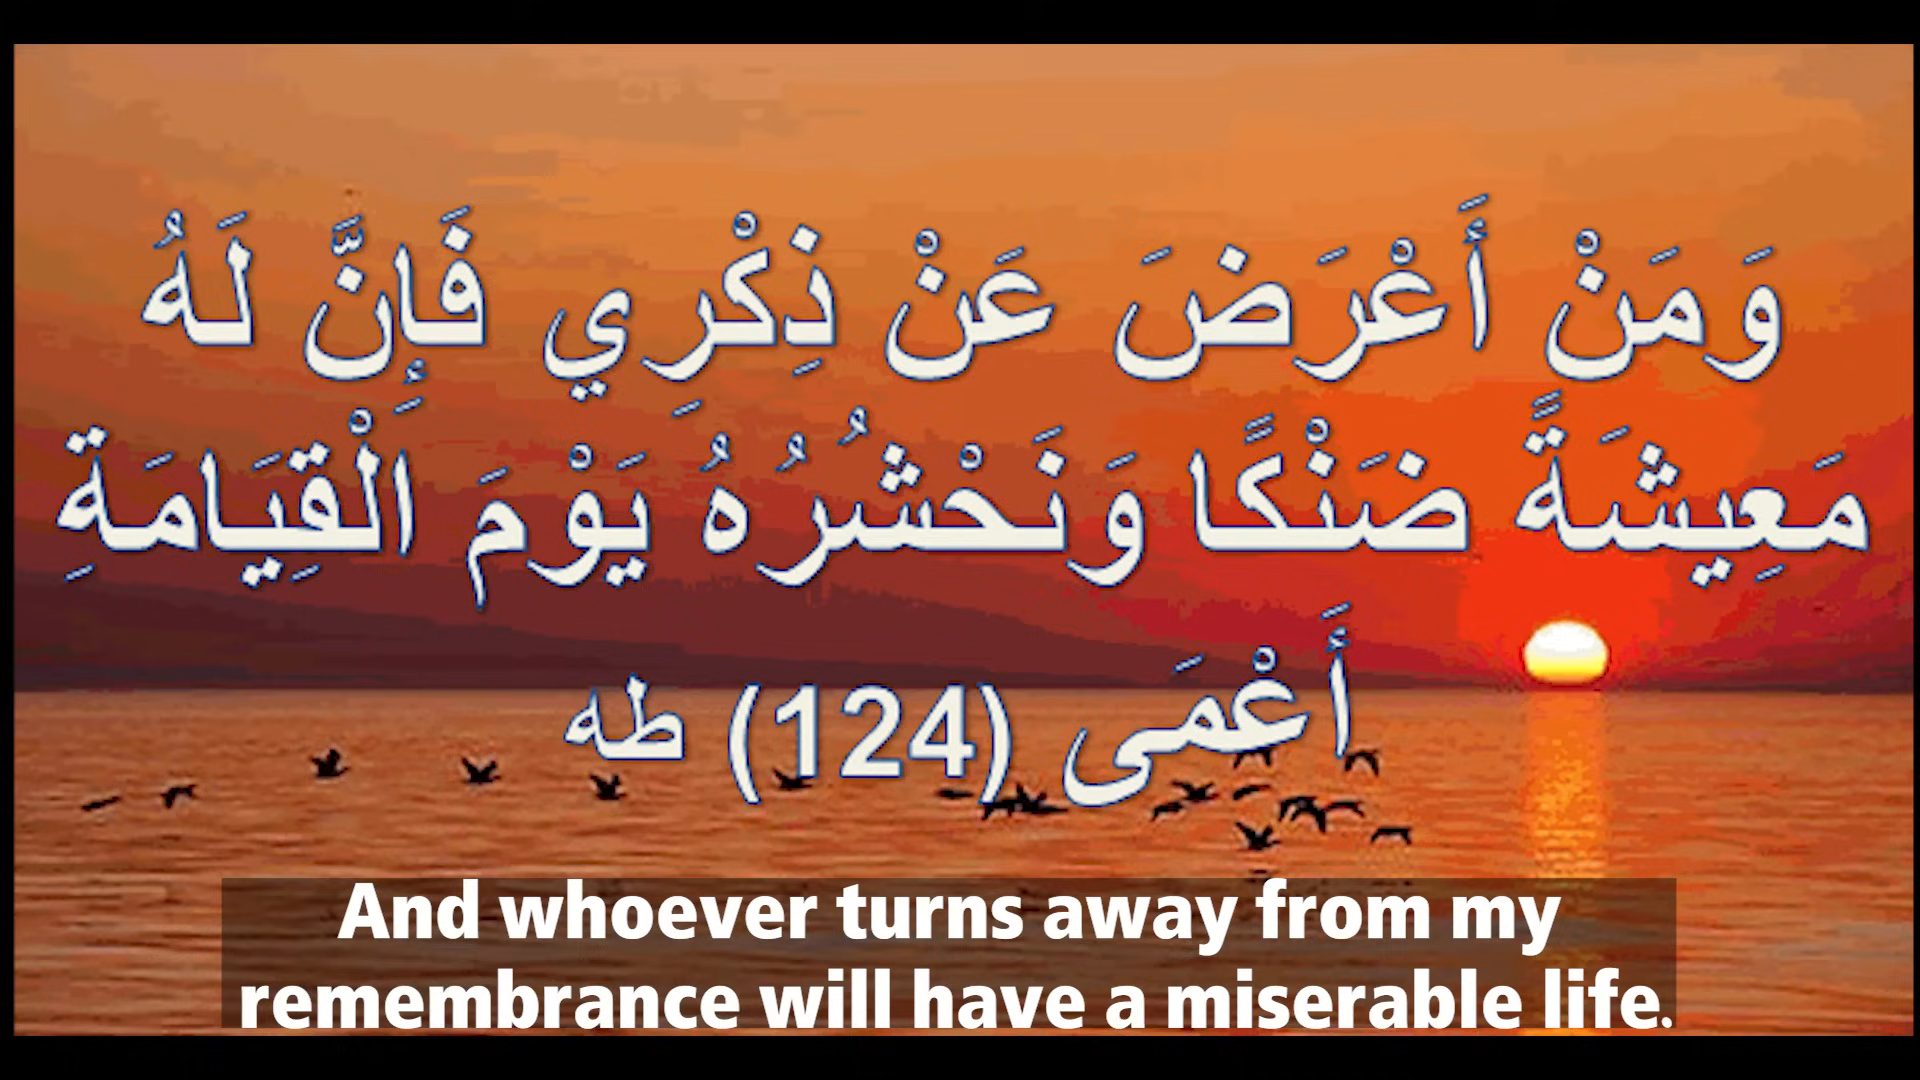 وَمَنْ أَعْرَضَ عَنْ ذِكْرِي فَإِنَّ لَهُ
مَعِيشَةً ضَنْكًا وَنَحْشُرُهُ يَوْمَ الْقِيَامَةِ
أَعْمَى (124) طه
And whoever turns away from my
remembrance will have a miserable life.